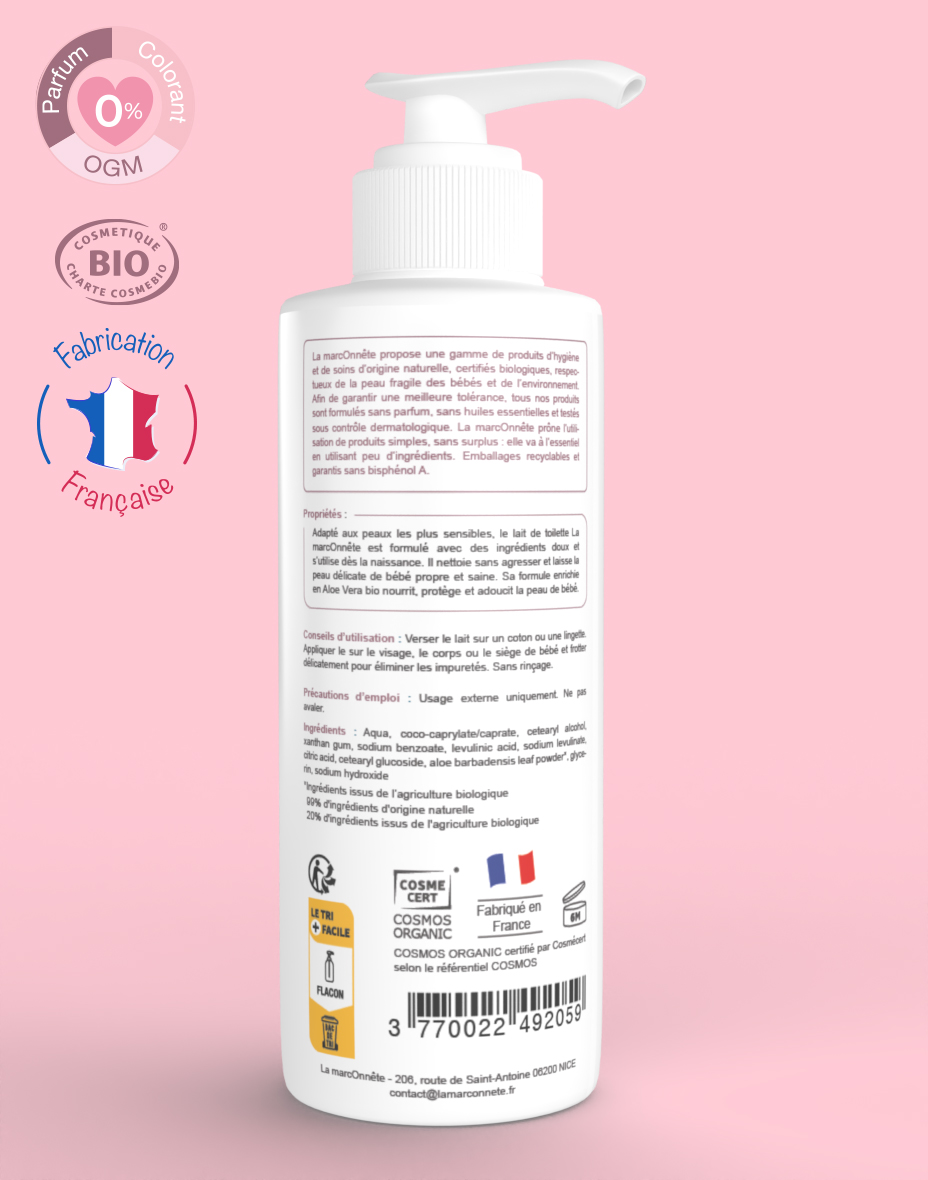 Parfum
Colorant
0%
OGM
COSMETIQUE ®
BIO
CHARTE COSMEBIO
Fabrication
Française
La marcOnnête propose une gamme de produits d'hygiène
et de soins d'origine naturelle, certifiés biologiques, respec-
tueux de la peau fragile des bébés et de l'environnement.
Afin de garantir une meilleure tolérance, tous nos produits
sont formulés sans parfum, sans huiles essentielles et testés
sous contrôle dermatologique. La marcOnnête prône l'utili-
sation de produits simples, sans surplus : elle va à l'essentiel
en utilisant peu d'ingrédients. Emballages recyclables et
garantis sans bisphénol A.
Propriétés :
Adapté aux peaux les plus sensibles, le lait de toilette La
marcOnnête est formulé avec des ingrédients doux et
s'utilise dès la naissance. Il nettoie sans agresser et laisse la
peau délicate de bébé propre et saine. Sa formule enrichie
en Aloe Vera bio nourrit, protège et adoucit la peau de bébé.
Conseils d'utilisation : Verser le lait sur un coton ou une lingette.
Appliquer le sur le visage, le corps ou le siège de bébé et frotter
délicatement pour éliminer les impuretés. Sans rinçage.
Précautions d'emploi : Usage externe uniquement. Ne pas
avaler.
Ingrédients : Aqua, coco-caprylate/caprate, cetearyl alcohol,
xanthan gum, sodium benzoate, levulinic acid, sodium levulinate,
citric acid, cetearyl glucoside, aloe barbadensis leaf powder*, glyce-
rin, sodium hydroxide
*Ingrédients issus de l'agriculture biologique
99% d'ingrédients d'origine naturelle
20% d'ingrédients issus de l'agriculture biologique
LE TRI
+ FACILE
FLACON
BAC
DE
TRI
COSME
CERT
COSMOS
ORGANIC
Fabriqué en
France
6M
COSMOS ORGANIC certifié par Cosmécert
selon le référentiel COSMOS
3 770022 492059
La marcOnnête - 206, route de Saint-Antoine 06200 NICE
contact@lamarconnete.fr